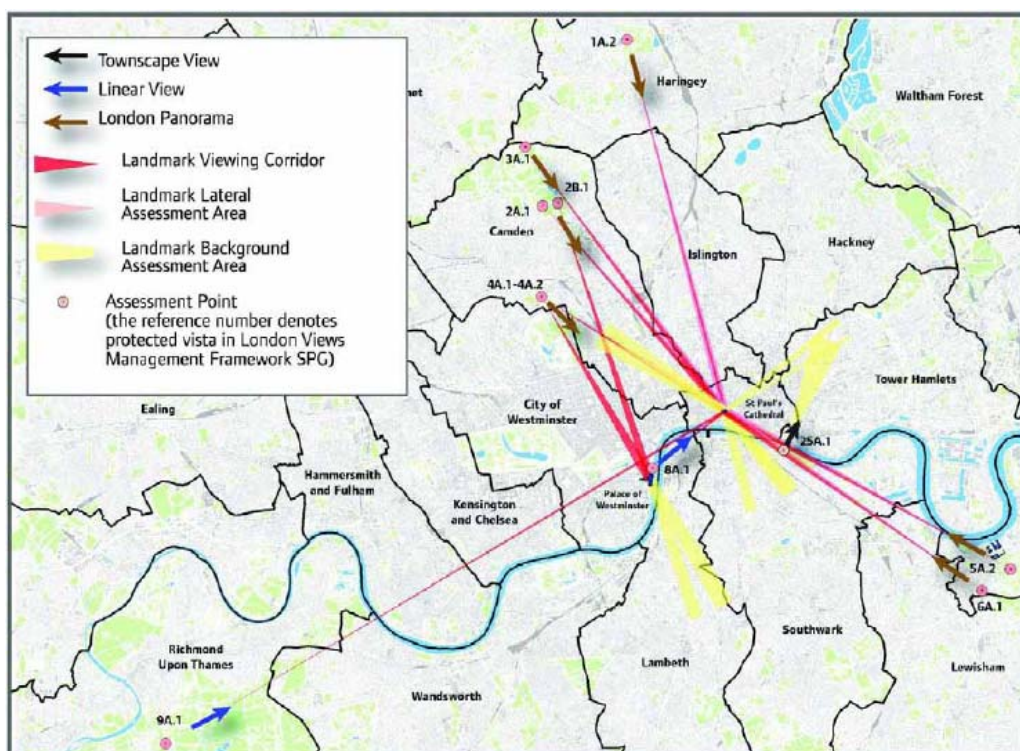 Townscape View
Linear View
London Panorama
Landmark Viewing Corridor
Landmark Lateral
Assessment Area
Landmark Background
Assessment Area
Assessment Point
(the reference number denotes
protected vista in London Views
Management Framework SPG)
net
1A.2
Haringey
Waltham Forest
3A.1
2B.1
2A.1
Camden
Hackney
Islington
4A.1-4A.2
Tower Hamlets
Ealing
City of
Westminster
St Paul's
Cathedral
25A.1
8A.1
Hammersmith
and Fulham
Kensington
and Chelsea
Palace of
Westminster
5A.2
6A.1
Richmond
Upon Thames
Wandsworth
Lambeth
Southwark
Lewisham
9A.1